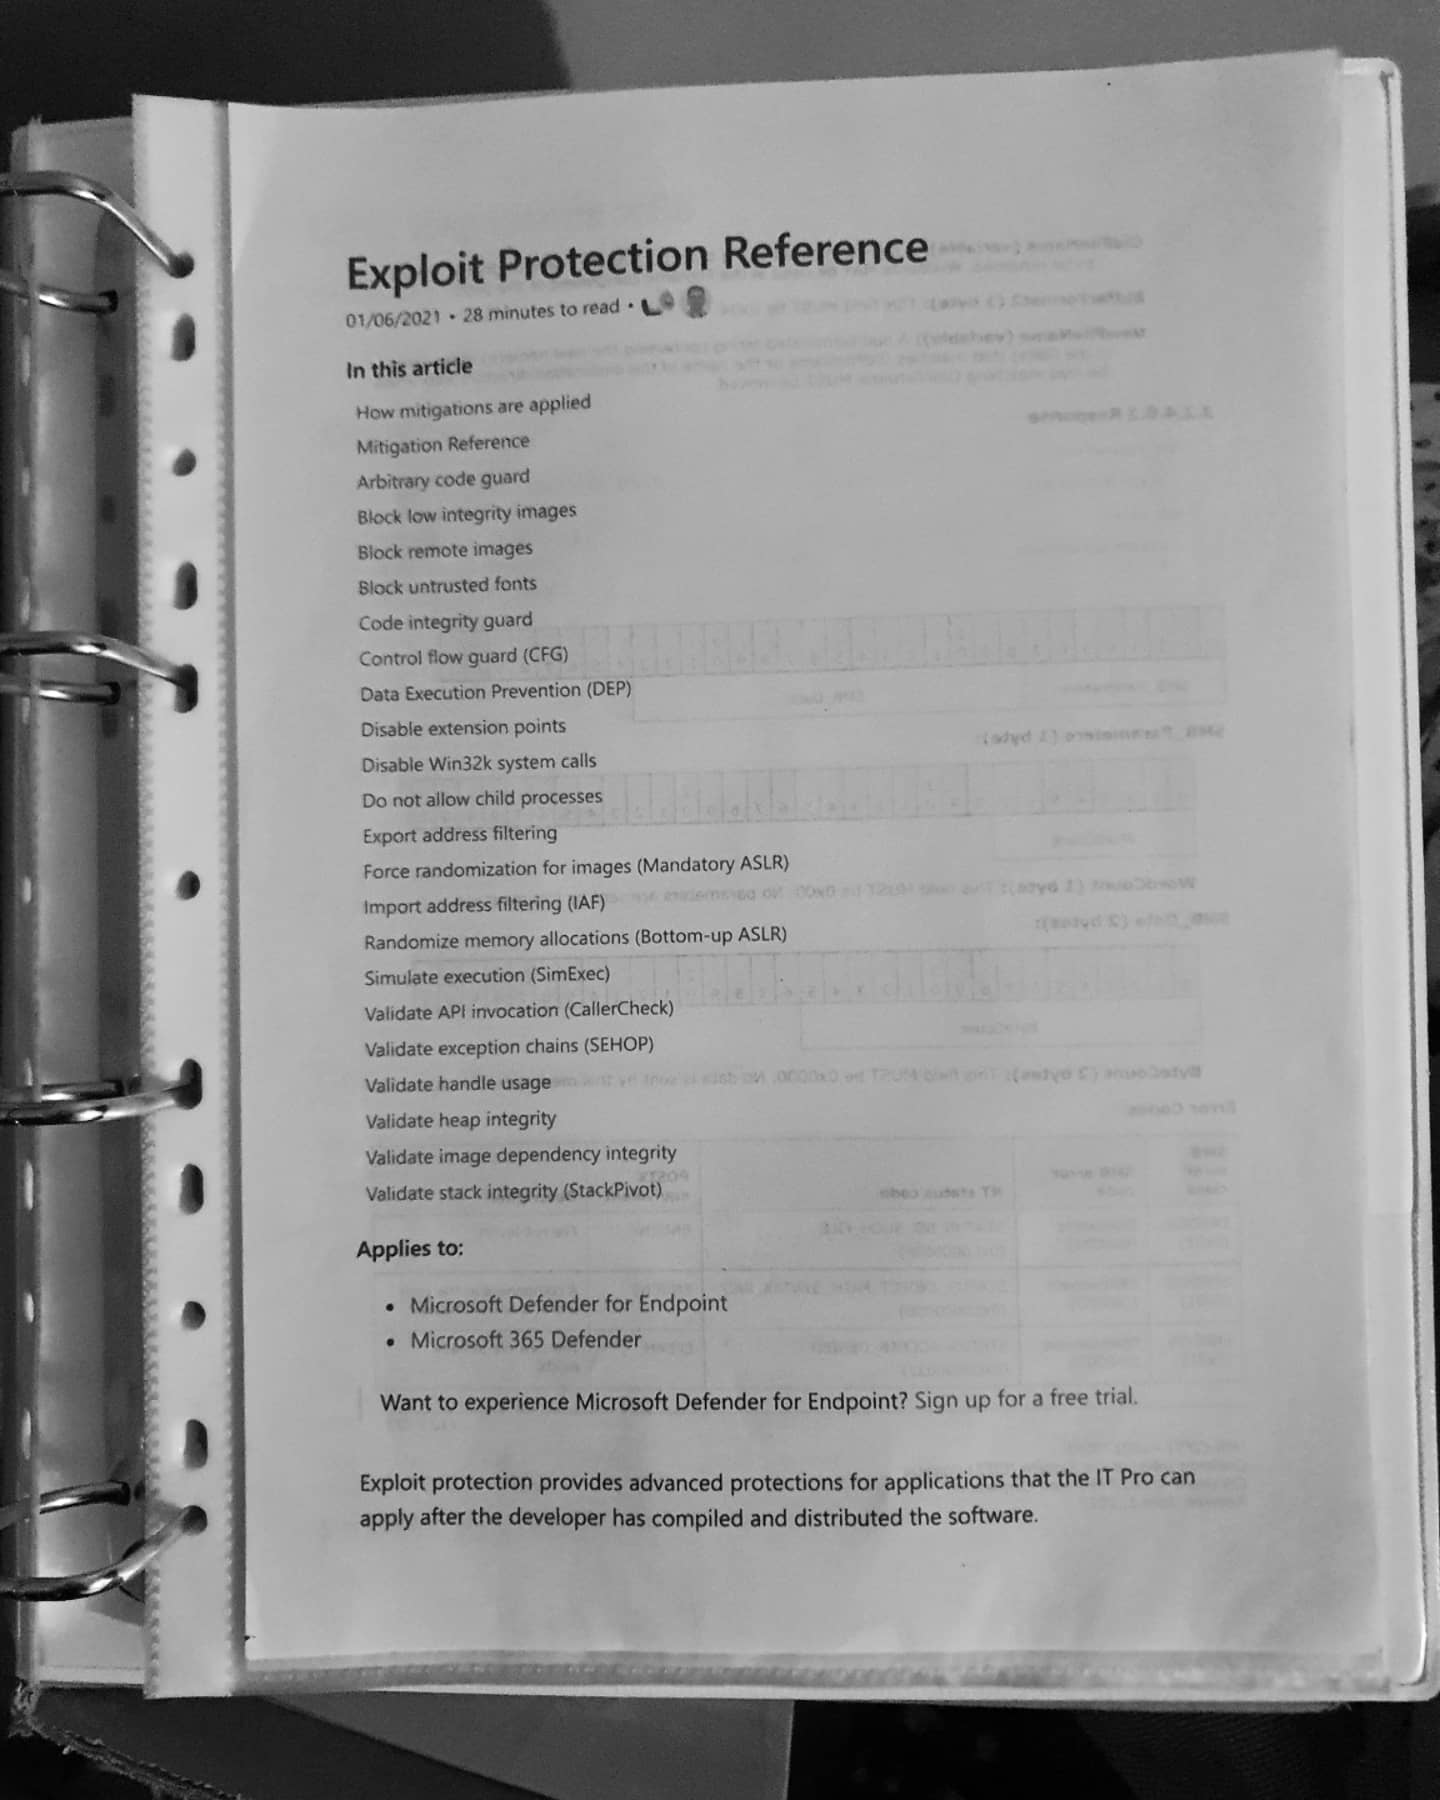 Exploit Protection Reference
01/06/2021 • 28 minutes to read •
In this article
How mitigations are applied
Mitigation Reference
Arbitrary code guard
Block low integrity images
Block remote images
Block untrusted fonts
Code integrity guard
Control flow guard (CFG)
Data Execution Prevention (DEP)
Disable extension points
Disable Win32k system calls
Do not allow child processes
Export address filtering
Force randomization for images (Mandatory ASLR)
Import address filtering (IAF)
Randomize memory allocations (Bottom-up ASLR)
Simulate execution (SimExec)
Validate API invocation (CallerCheck)
Validate exception chains (SEHOP)
Validate handle usage
Validate heap integrity
Validate image dependency integrity
Validate stack integrity (StackPivot)
Applies to:
• Microsoft Defender for Endpoint
• Microsoft 365 Defender
Want to experience Microsoft Defender for Endpoint? Sign up for a free trial.
Exploit protection provides advanced protections for applications that the IT Pro can
apply after the developer has compiled and distributed the software.